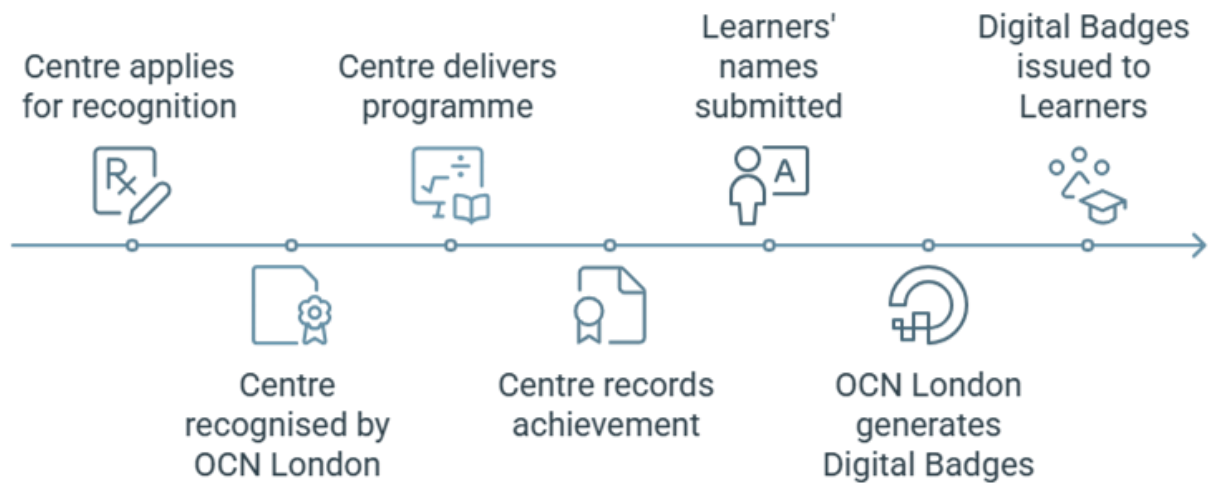 Centre applies
for recognition
Rx
Centre
recognised by
OCN London
Centre delivers
programme
√ ÷
Centre records
achievement
Learners'
names
submitted
A
OCN London
generates
Digital Badges
Digital Badges
issued to
Learners